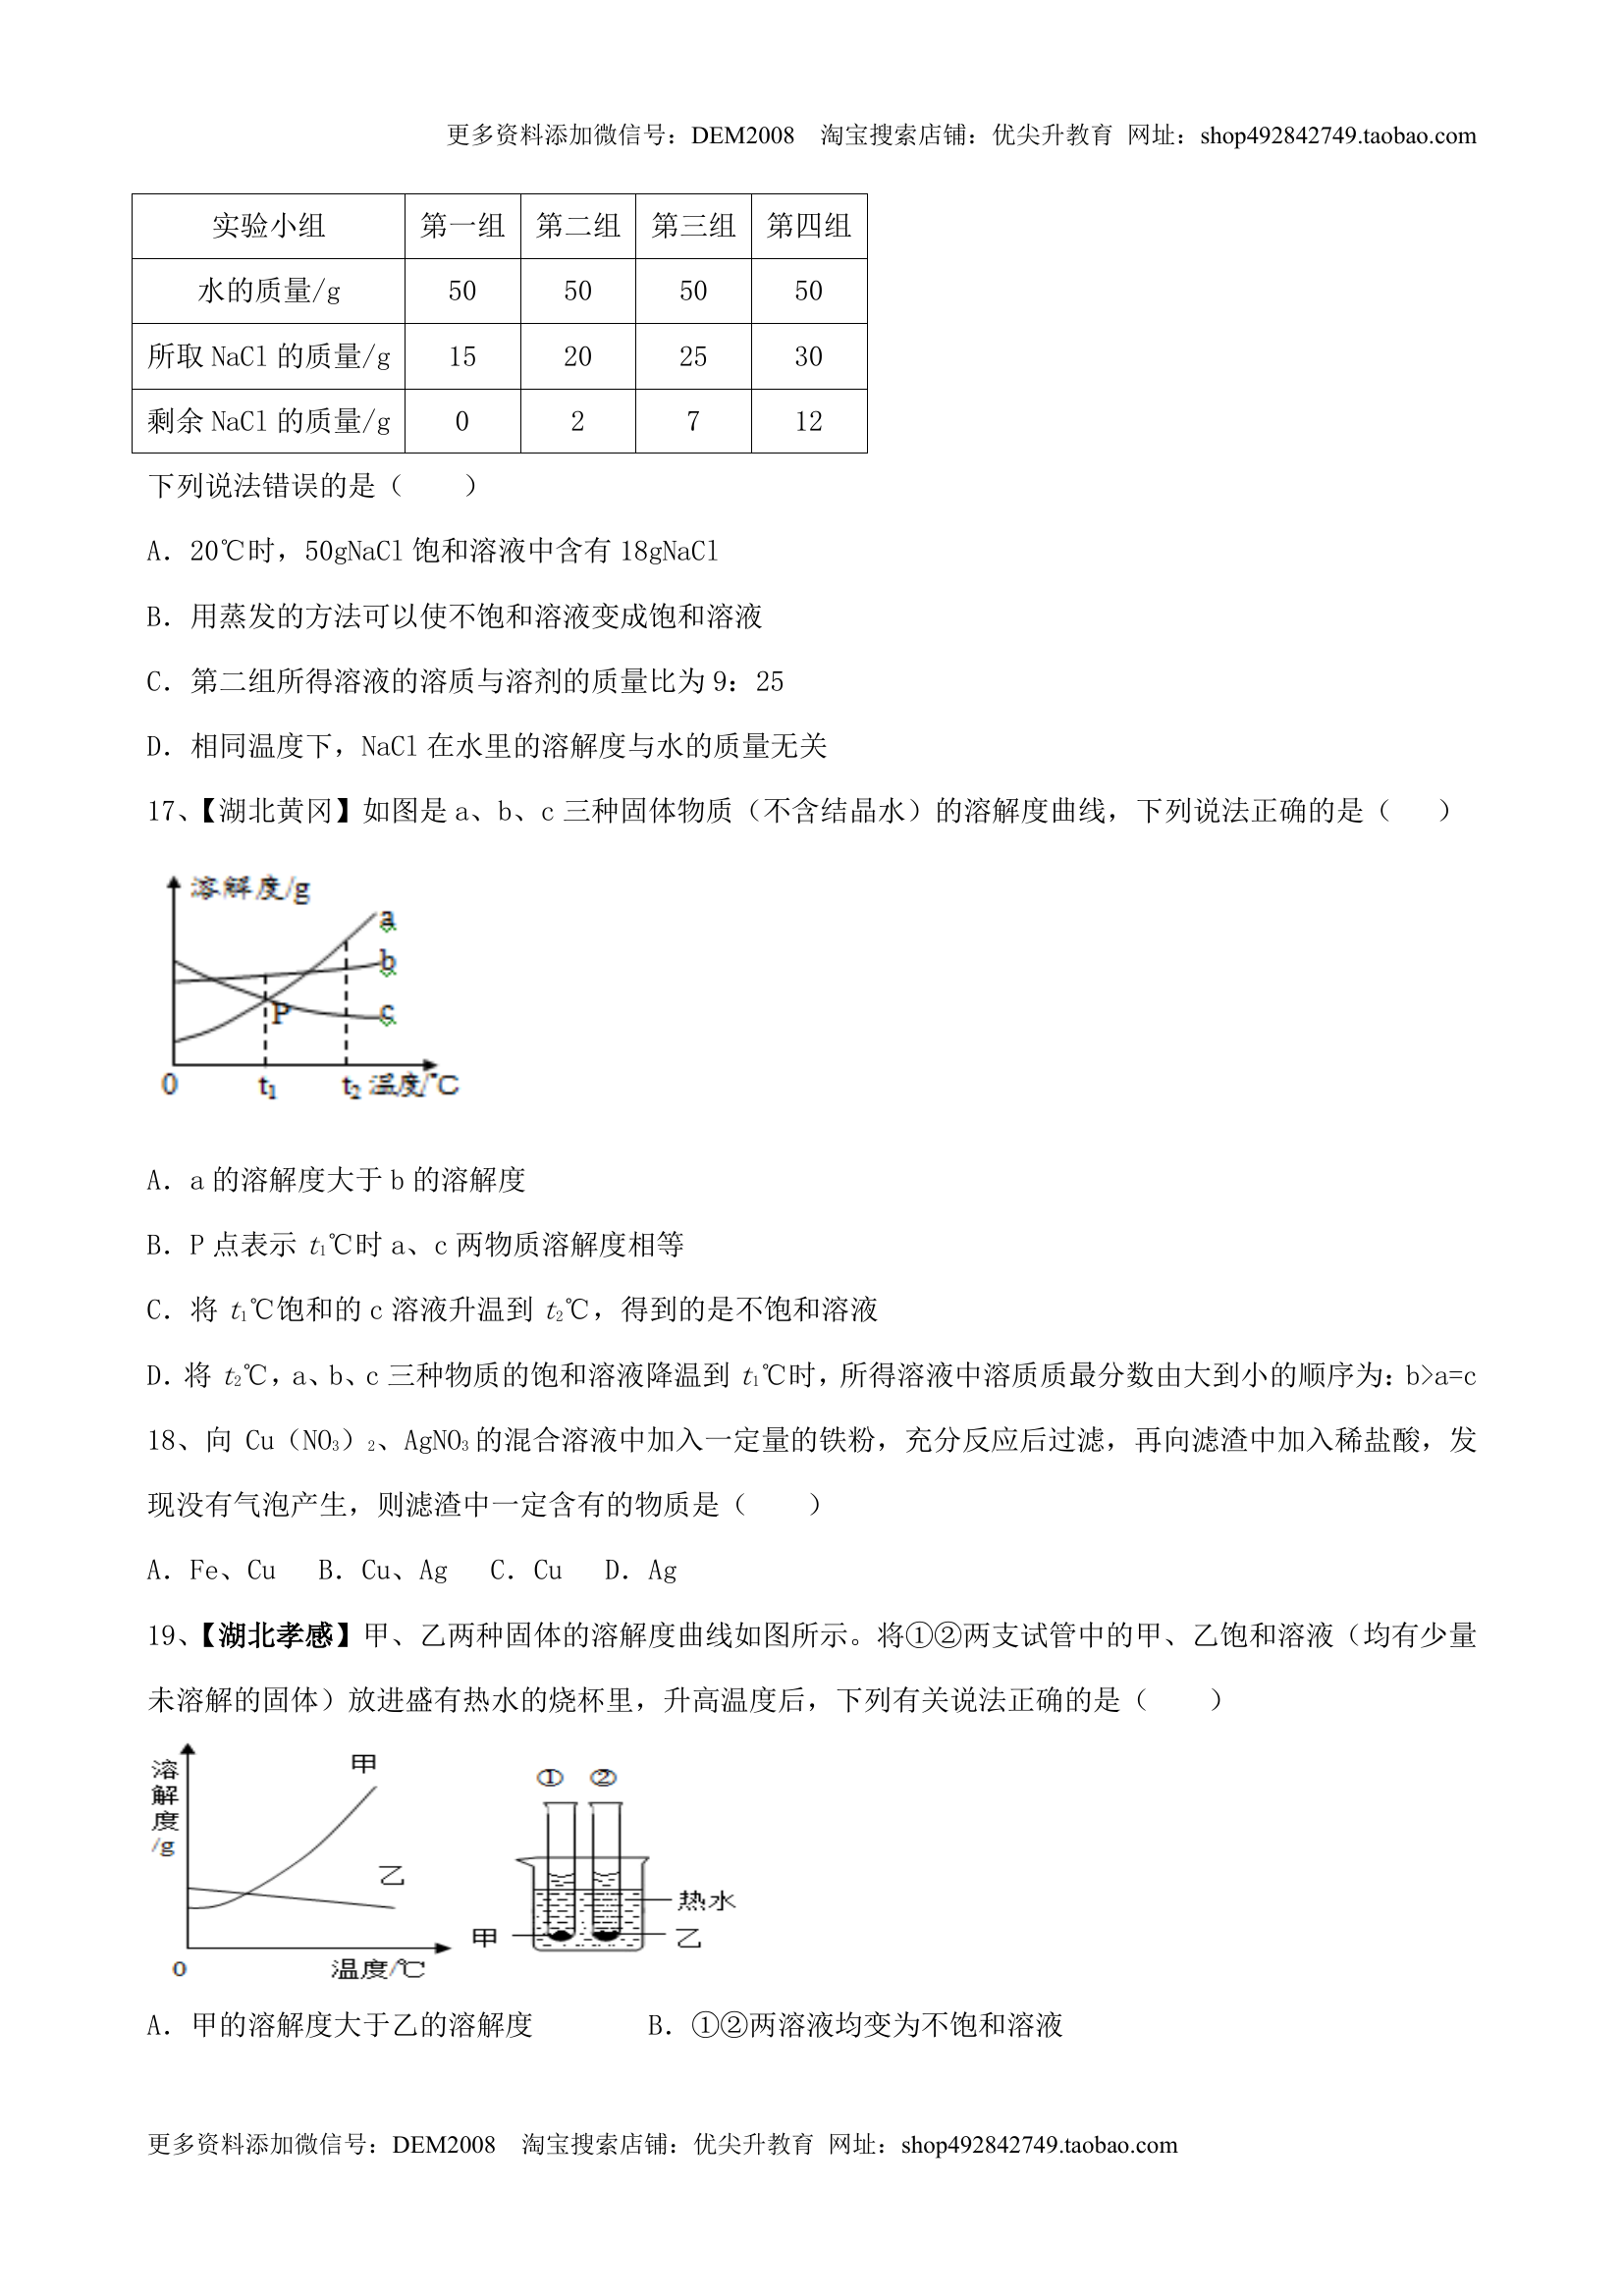 更多资料添加微信号：DEM2008 淘宝搜索店铺：优尖升教育 网址：shop492842749.taobao.com
实验小组 第一组 第二组 第三组 第四组
水的质量/g 50 50 50 50
所取 NaCl 的质量/g 15 20 25 30
剩余 NaCl 的质量/g 0 2 7 12
下列说法错误的是（　　）
A．20℃时，50gNaCl 饱和溶液中含有 18gNaCl
B．用蒸发的方法可以使不饱和溶液变成饱和溶液
C．第二组所得溶液的溶质与溶剂的质量比为 9：25
D．相同温度下，NaCl 在水里的溶解度与水的质量无关
17、【湖北黄冈】如图是 a、b、c 三种固体物质（不含结晶水）的溶解度曲线，下列说法正确的是（　　）
溶解度/g
a
b
P
c
0 t₁ t₂ 温度/℃
A．a 的溶解度大于 b 的溶解度
B．P 点表示 t₁℃时 a、c 两物质溶解度相等
C．将 t₁℃饱和的 c 溶液升温到 t₂℃，得到的是不饱和溶液
D．将 t₂℃，a、b、c 三种物质的饱和溶液降温到 t₁℃时，所得溶液中溶质质最分数由大到小的顺序为：b>a=c
18、向 Cu（NO₃）₂、AgNO₃ 的混合溶液中加入一定量的铁粉，充分反应后过滤，再向滤渣中加入稀盐酸，发
现没有气泡产生，则滤渣中一定含有的物质是（　　）
A．Fe、Cu B．Cu、Ag C．Cu D．Ag
19、【湖北孝感】甲、乙两种固体的溶解度曲线如图所示。将①②两支试管中的甲、乙饱和溶液（均有少量
未溶解的固体）放进盛有热水的烧杯里，升高温度后，下列有关说法正确的是（　　）
溶解度/g
甲
乙
0
温度/℃
① ②
热水
甲 乙
A．甲的溶解度大于乙的溶解度 B．①②两溶液均变为不饱和溶液
更多资料添加微信号：DEM2008 淘宝搜索店铺：优尖升教育 网址：shop492842749.taobao.com